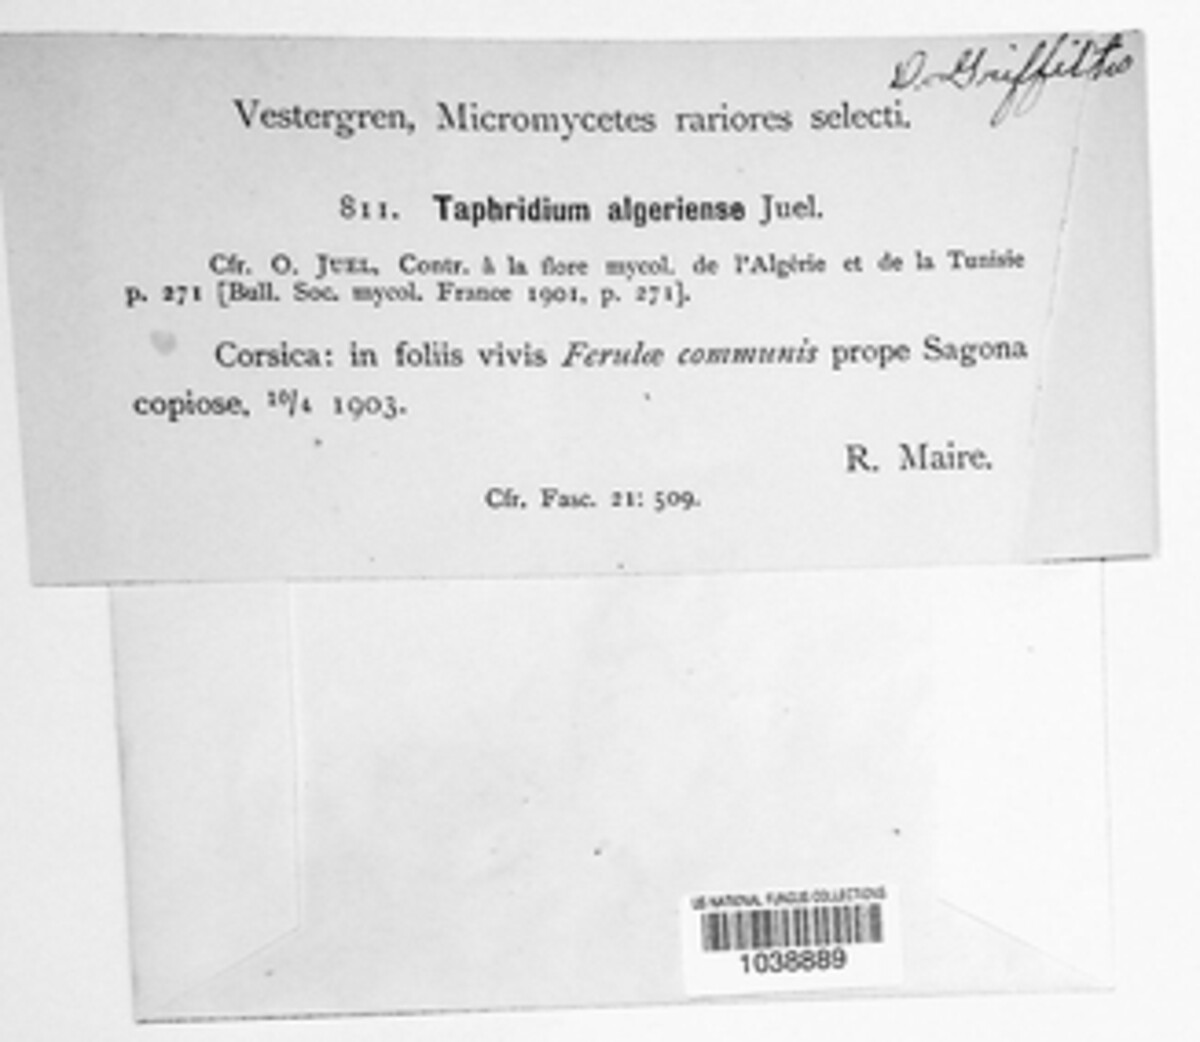 D. Griffiths
Vestergren, Micromycetes rariores selecti.
811. Taphridium algeriense Juel.
Cfr. O. JUEL, Contr. à la flore mycol. de l'Algérie et de la Tunisie
p. 271 [Bull. Soc. mycol. France 1901, p. 271].
Corsica: in foliis vivis Ferulæ communis prope Sagona
copiose, 10/4 1903.
R. Maire.
Cfr. Fasc. 21: 509.
US NATIONAL FUNGUS COLLECTIONS
1038889